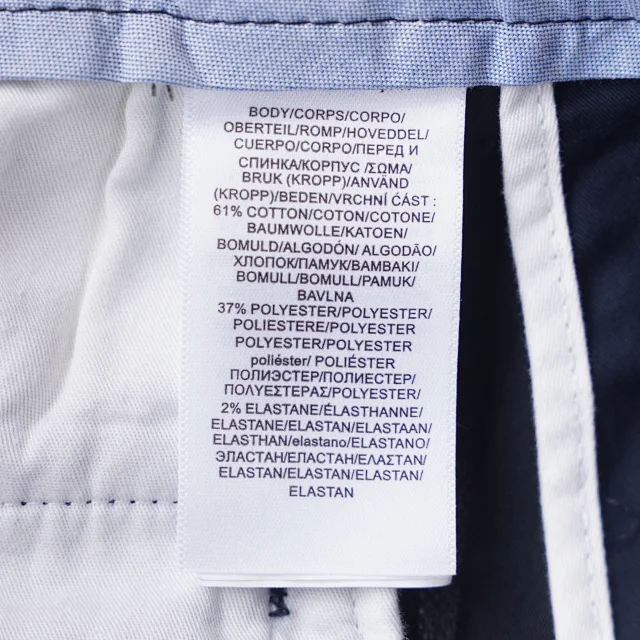 BODY/CORPS/CORPO/
OBERTEIL/ROMP/HOVEDDEL/
CUERPO/CORPO/ПЕРЕД И
СПИНКА/КОРПУС /ΣΩΜΑ/
BRUK (KROPP)/ANVÄND
(KROPP)/BEDEN/VRCHNÍ ĆÁST :
61% COTTON/COTON/COTONE/
BAUMWOLLE/KATOEN/
BOMULD/ALGODÓN/ ALGODÃO/
ХЛОПОК/ПАМУК/BAMBAKI/
BOMULL/BOMULL/PAMUK/
BAVLNA
37% POLYESTER/POLYESTER/
POLIESTERE/POLYESTER
POLYESTER/POLYESTER
poliéster/ POLIÉSTER
ПОЛИЭСТЕР/ПОЛИЕСТЕР/
ΠΟΛΥΕΣΤΕΡΑΣ/POLYESTER/
2% ELASTANE/ÉLASTHANNE/
ELASTANE/ELASTAN/ELASTAAN/
ELASTHAN/elastano/ELASTANO/
ЭЛАСТАН/ЕПАСТАН/ΕΛΑΣΤΑΝ/
ELASTAN/ELASTAN/ELASTAN/
ELASTAN